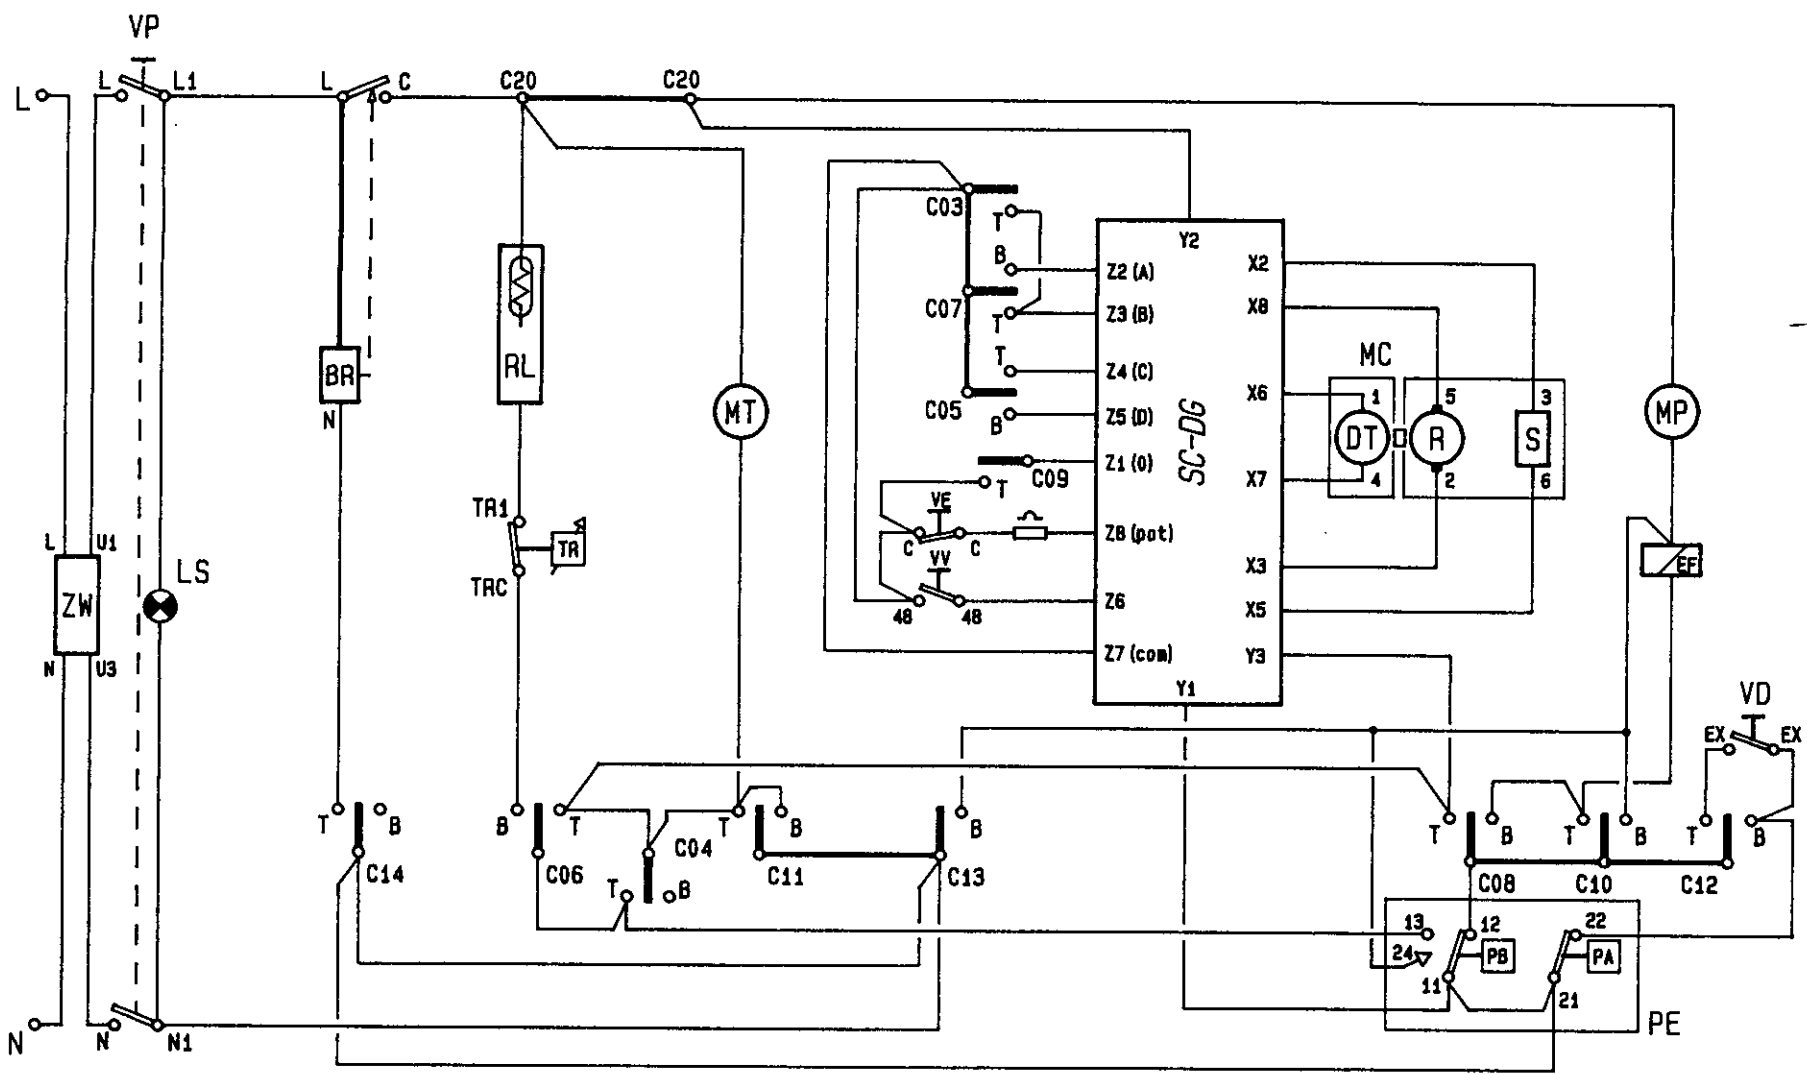 VP
L L L1 L C C20 C20
C03
T
B
Y2
Z2 (A) X2
C07
T
Z3 (B) X8
T
Z4 (C)
C05
B
Z5 (D)
SC-DG
MC
X6 1 5 3
DT R S
X7 4 2 6
Z1 (0)
C09
T
VE
C C
Z8 (pot)
VV
X3
48 48
Z6
X5
Z7 (com)
Y3
Y1
BR
N
RL
MT
MP
EF
TR1
TR
TRC
L U1
ZW
LS
N U3
VD
EX EX
T B
C14
B T
C06
C04
T B
T B
C11
B
C13
T B
C08
T B
C10
T B
C12
13 12 22
24
PB PA
11 21
PE
N N N1